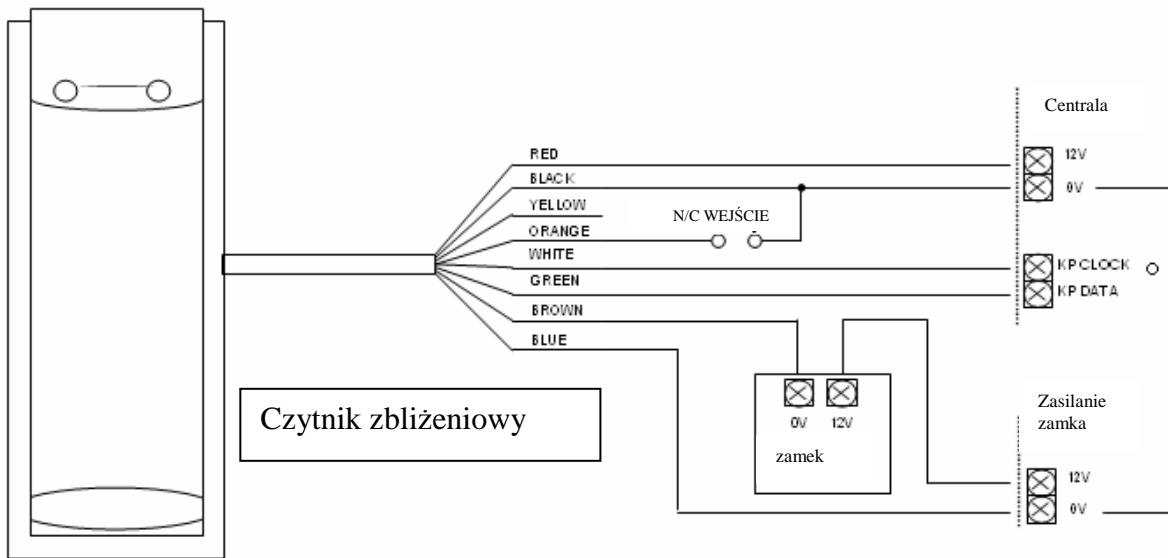 Centrala
RED
12V
BLACK
0V
YELLOW
N/C WEJŚCIE
ORANGE
WHITE
KP CLOCK
GREEN
KP DATA
BROWN
BLUE
Czytnik zbliżeniowy
0V 12V
zamek
Zasilanie
zamka
12V
0V